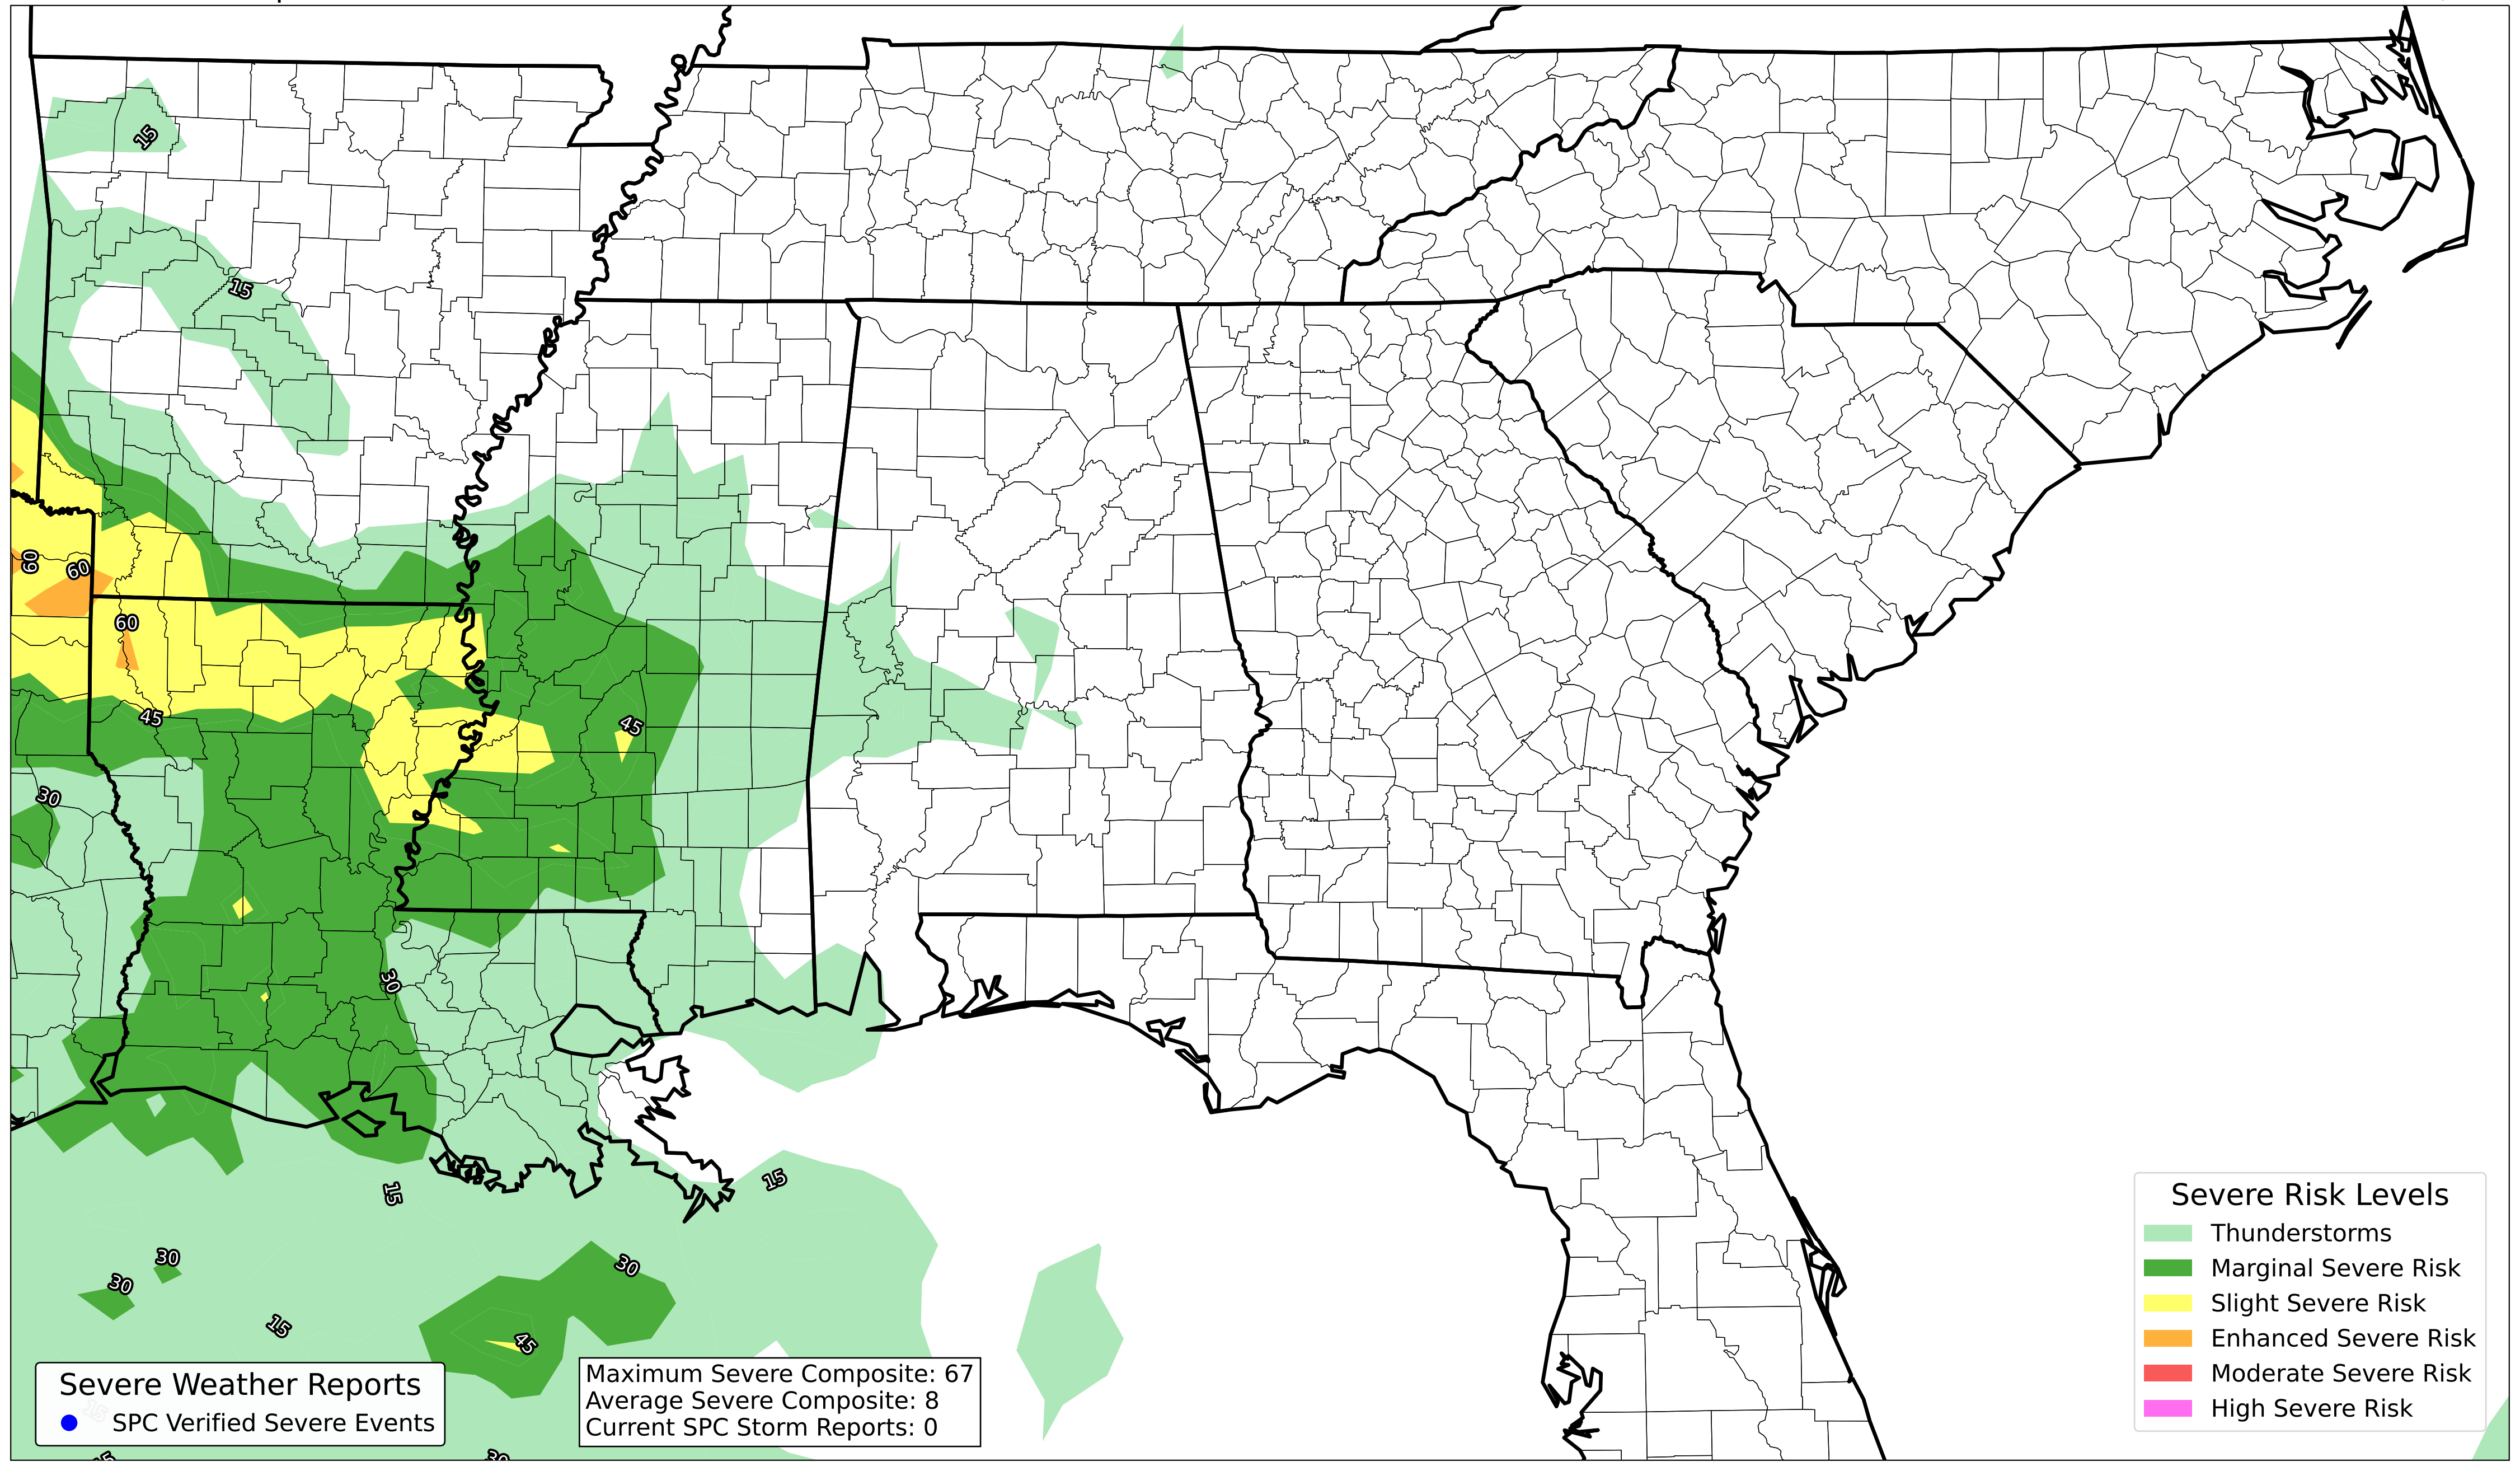 15
15
60
60
60
45
45
30
30
15
15
30
30
30
15
45
Severe Risk Levels
Thunderstorms
Marginal Severe Risk
Slight Severe Risk
Enhanced Severe Risk
Moderate Severe Risk
High Severe Risk
Maximum Severe Composite: 67
Average Severe Composite: 8
Current SPC Storm Reports: 0
Severe Weather Reports
SPC Verified Severe Events
15